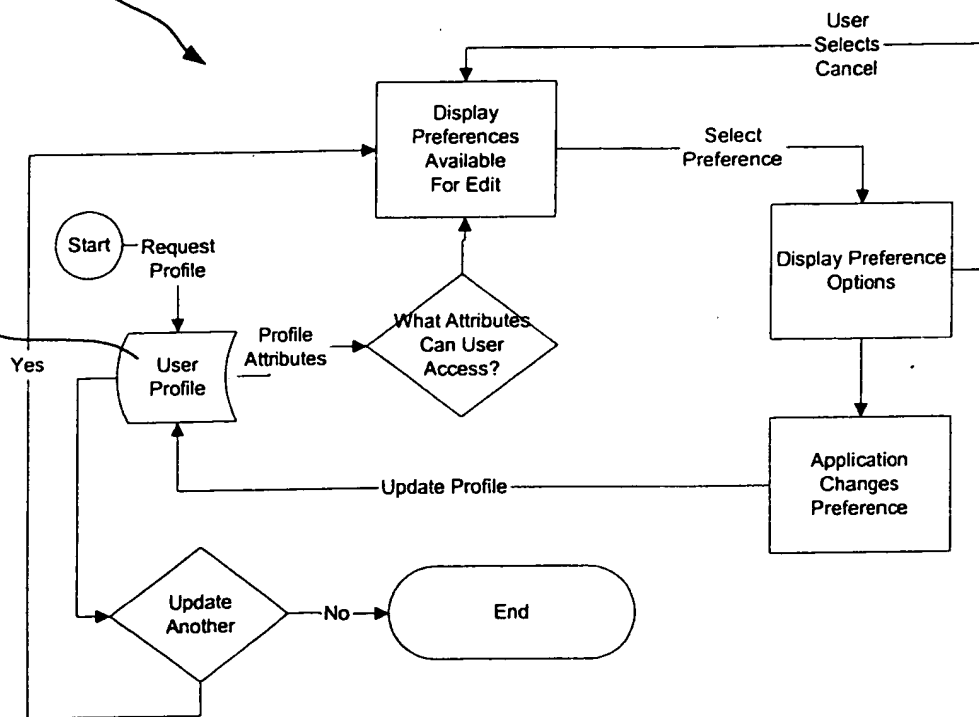 User
Selects
Cancel
Display
Preferences
Available
For Edit
Select
Preference
Start
Request
Profile
Display Preference
Options
What Attributes
Can User
Access?
Profile
Attributes
User
Profile
Yes
Application
Changes
Preference
Update Profile
Update
Another
No
End